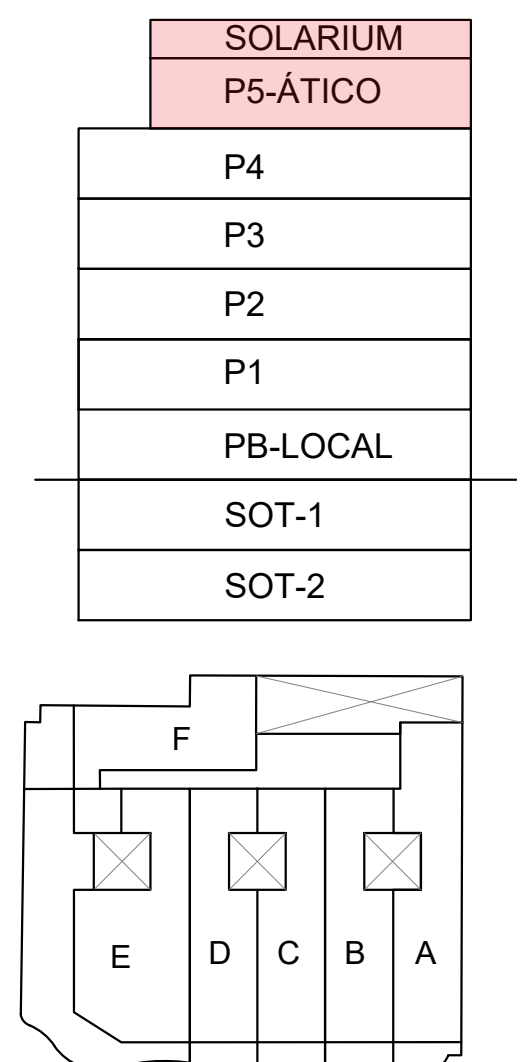 SOLARIUM
P5-ÁTICO
P4
P3
P2
P1
PB-LOCAL
SOT-1
SOT-2
F
E D C B A